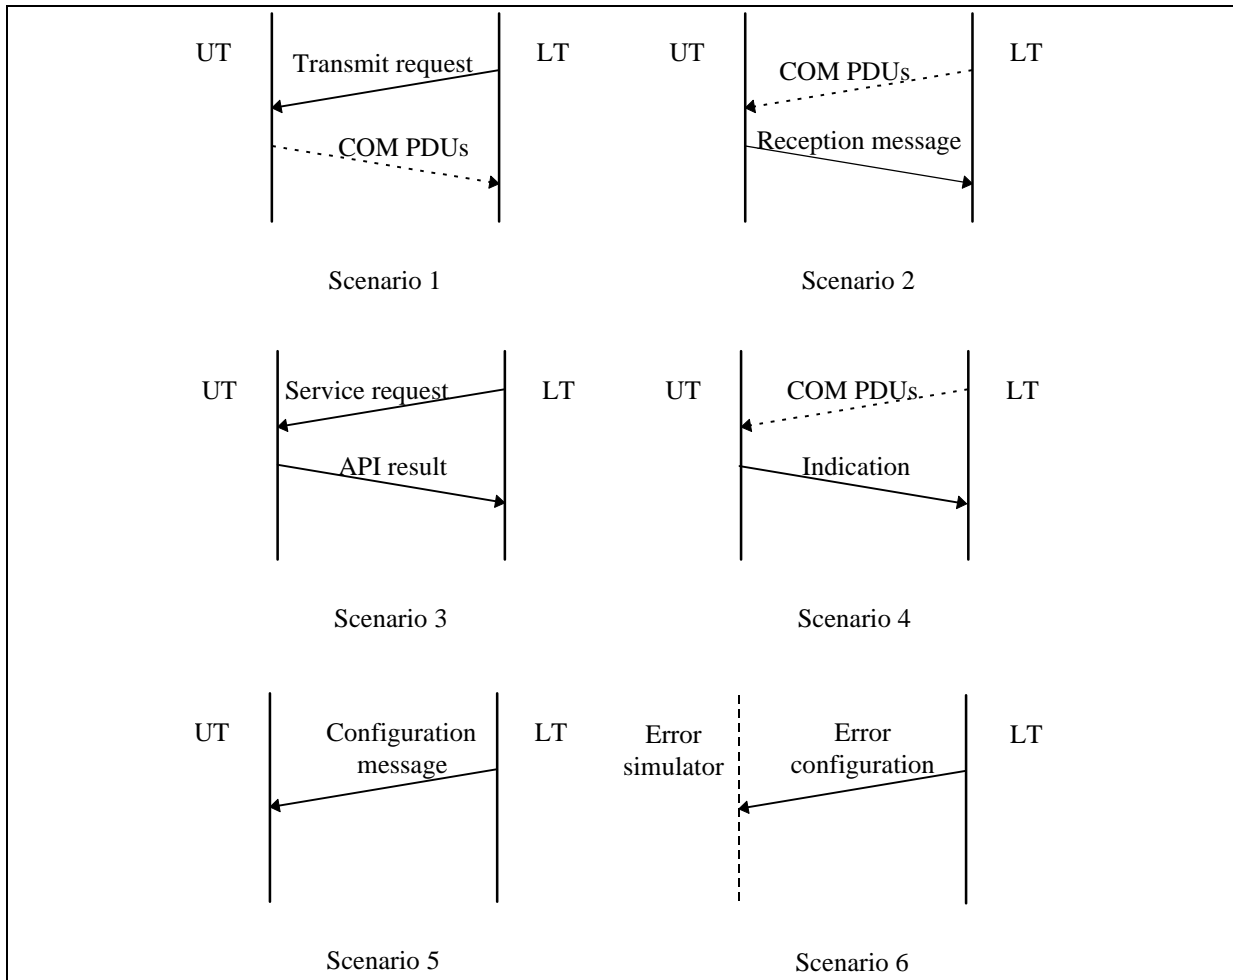 UT
Transmit request
LT
COM PDUs
Scenario 1
UT
COM PDUs
LT
Reception message
Scenario 2
UT
Service request
LT
API result
Scenario 3
UT
COM PDUs
LT
Indication
Scenario 4
UT
Configuration
message
LT
Scenario 5
Error
simulator
Error
configuration
LT
Scenario 6